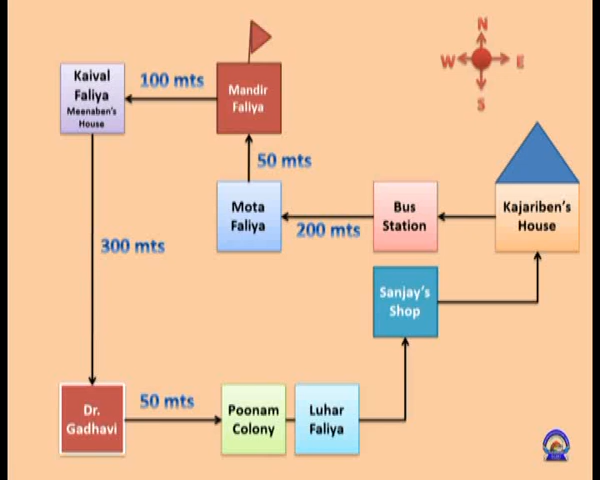 N
W E
S
Kaival
Faliya
Meenaben's
House
100 mts
Mandir
Faliya
50 mts
Mota
Faliya
200 mts
Bus
Station
Kajariben's
House
300 mts
Sanjay's
Shop
Dr.
Gadhavi
50 mts
Poonam
Colony
Luhar
Faliya